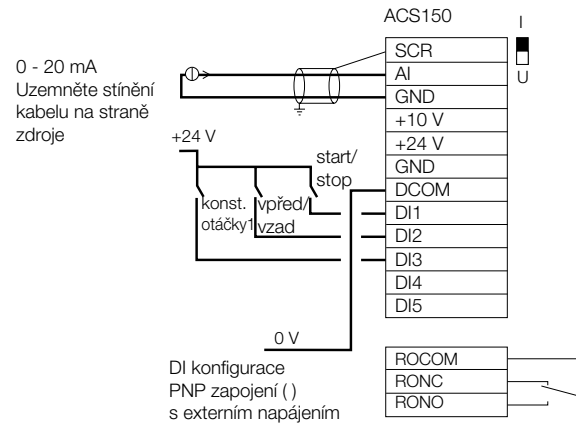 ACS150
I
U
0 - 20 mA
Uzemněte stínění
kabelu na straně
zdroje
SCR
AI
GND
+10 V
+24 V
GND
DCOM
DI1
DI2
DI3
DI4
DI5
+24 V
start/
stop
konst.
otáčky1
vpřed/
vzad
0 V
DI konfigurace
PNP zapojení ( )
s externím napájením
ROCOM
RONC
RONO